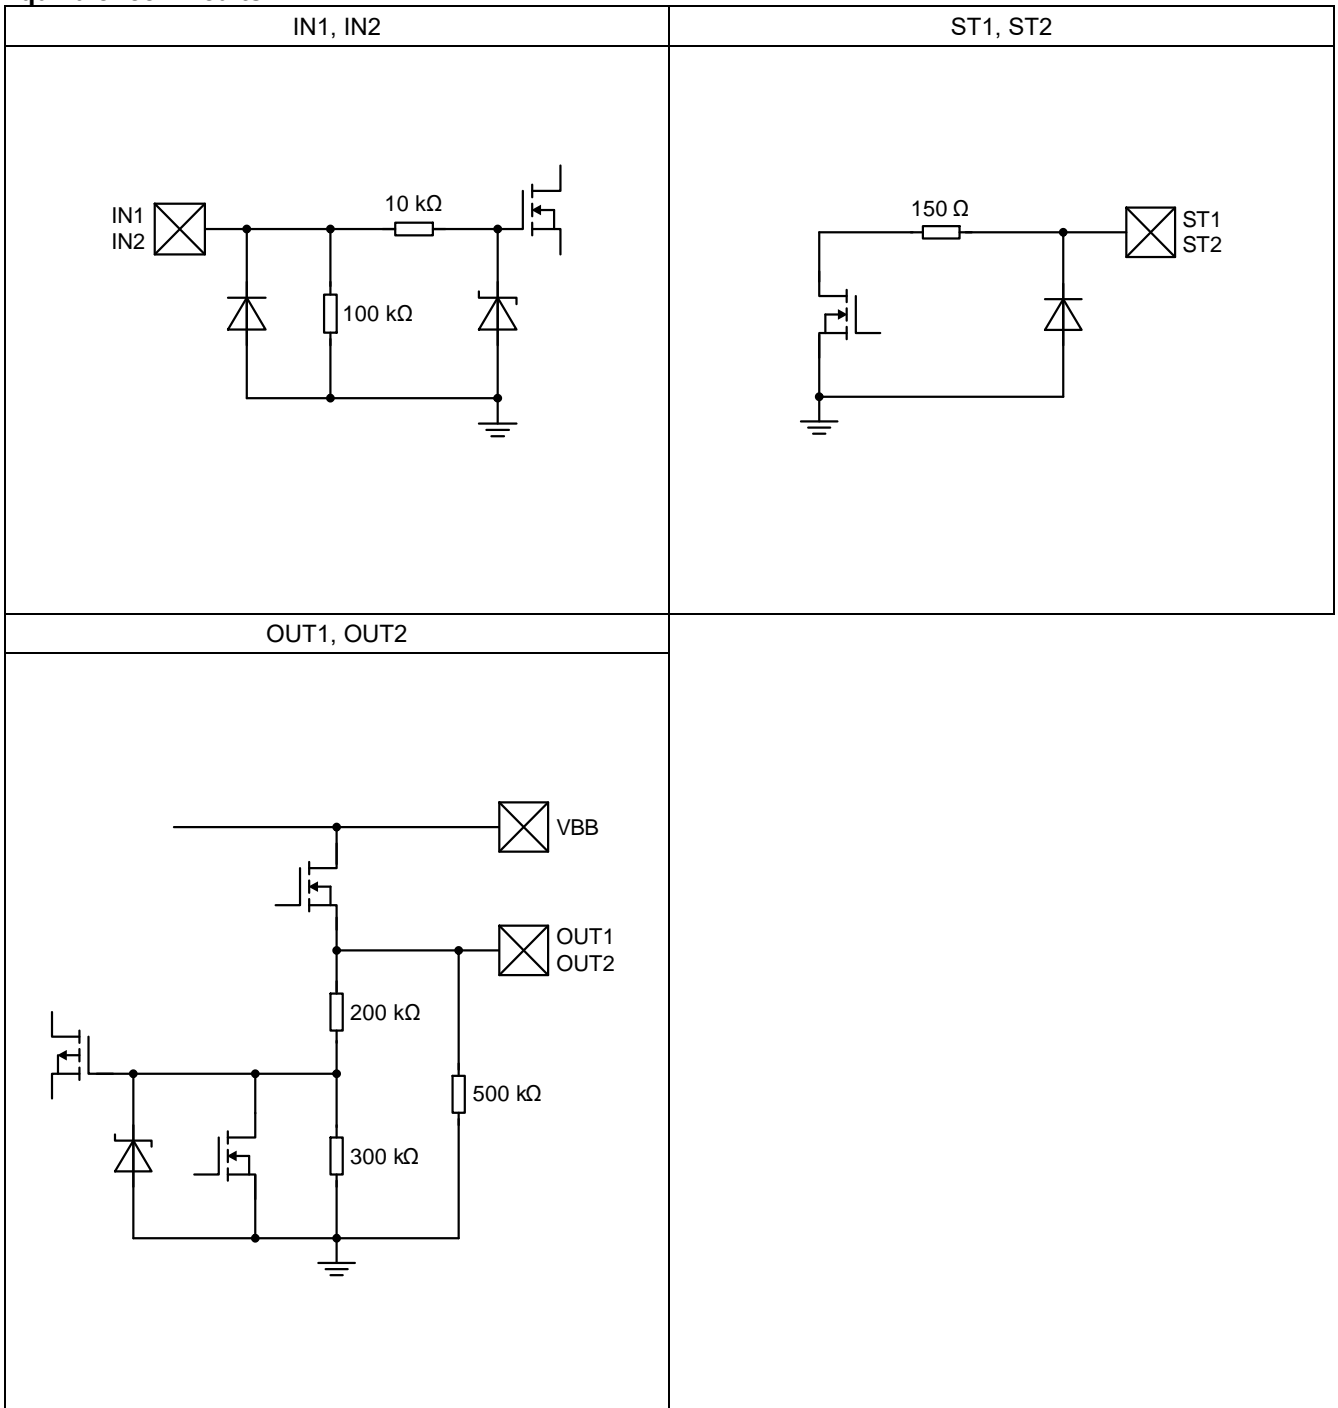 IN1, IN2
ST1, ST2
IN1
IN2
10 kΩ
100 kΩ
150 Ω
ST1
ST2
OUT1, OUT2
VBB
OUT1
OUT2
200 kΩ
500 kΩ
300 kΩ